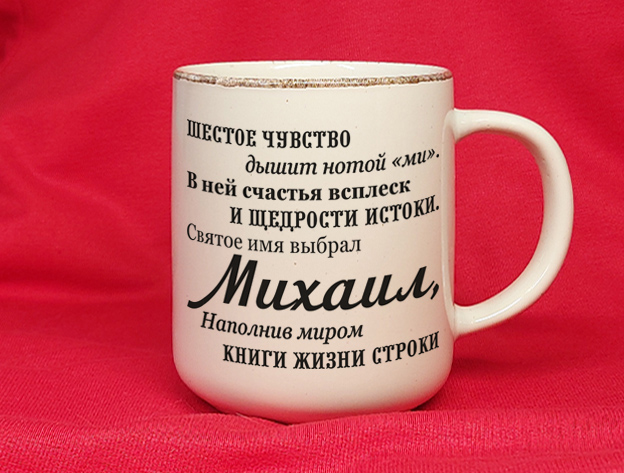 ШЕСТОЕ ЧУВСТВО
дышит нотой «ми».
В ней счастья всплеск
И ЩЕДРОСТИ ИСТОКИ.
Святое имя выбрал
Михаил,
Наполнив миром
КНИГИ ЖИЗНИ СТРОКИ